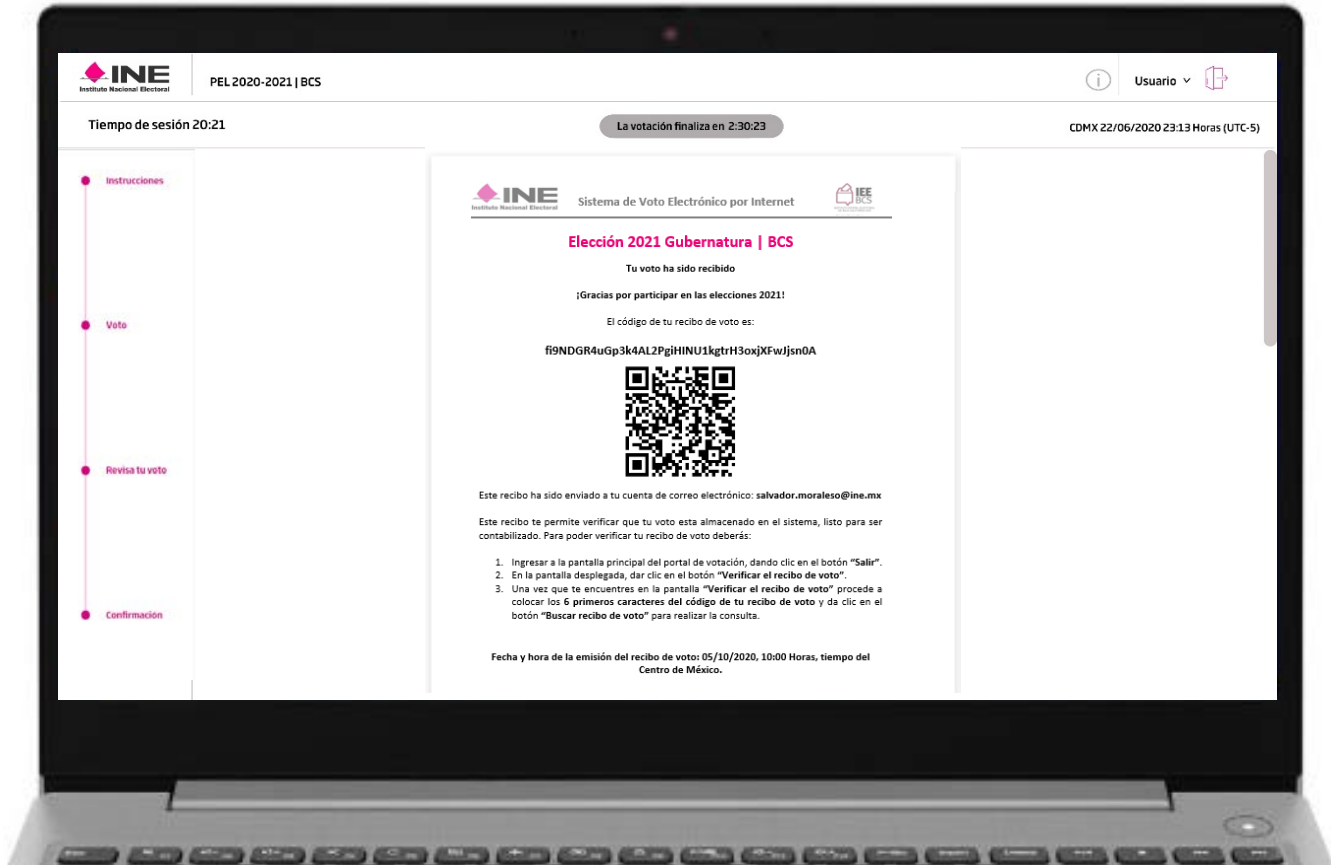 INE
Instituto Nacional Electoral
PEL 2020-2021 | BCS
Usuario
Tiempo de sesión 20:21
La votación finaliza en 2:30:23
CDMX 22/06/2020 23:13 Horas (UTC-5)
Instrucciones
Voto
Revisa tu voto
Confirmación
INE
Instituto Nacional Electoral
Sistema de Voto Electrónico por Internet
IEE
BCS
Elección 2021 Gubernatura | BCS
Tu voto ha sido recibido
¡Gracias por participar en las elecciones 2021!
El código de tu recibo de voto es:
fi9NDGR4uGp3k4AL2PgiHINU1kgtrH3oxjXFwJjsn0A
Este recibo ha sido enviado a tu cuenta de correo electrónico: salvador.moraleso@ine.mx
Este recibo te permite verificar que tu voto esta almacenado en el sistema, listo para ser
contabilizado. Para poder verificar tu recibo de voto deberás:
1. Ingresar a la pantalla principal del portal de votación, dando clic en el botón “Salir”.
2. En la pantalla desplegada, dar clic en el botón “Verificar el recibo de voto”.
3. Una vez que te encuentres en la pantalla “Verificar el recibo de voto” procede a
colocar los 6 primeros caracteres del código de tu recibo de voto y da clic en el
botón “Buscar recibo de voto” para realizar la consulta.
Fecha y hora de la emisión del recibo de voto: 05/10/2020, 10:00 Horas, tiempo del
Centro de México.